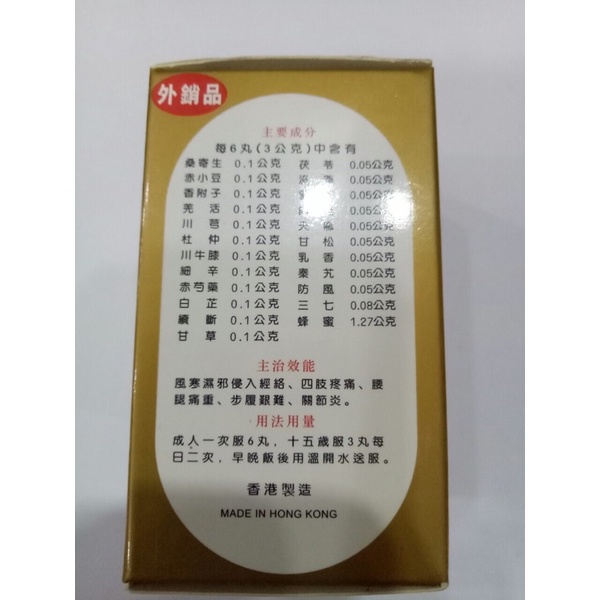 外銷品
主要成分
每6丸(3公克)中含有
桑寄生 0.1公克 茯苓 0.05公克
赤小豆 0.1公克 0.05公克
香附子 0.1公克 0.05公克
羌活 0.1公克 0.05公克
川芎 0.1公克 天麻 0.05公克
杜仲 0.1公克 甘松 0.05公克
川牛膝 0.1公克 乳香 0.05公克
細辛 0.1公克 秦艽 0.05公克
赤芍藥 0.1公克 防風 0.05公克
白芷 0.1公克 三七 0.08公克
續斷 0.1公克 蜂蜜 1.27公克
甘草 0.1公克
主治效能
風寒濕邪侵入經絡、四肢疼痛、腰
腿痛重、步履艱難、關節炎。
用法用量
成人一次服6丸，十五歲服3丸每
日二次，早晚飯後用溫開水送服。
香港製造
MADE IN HONG KONG